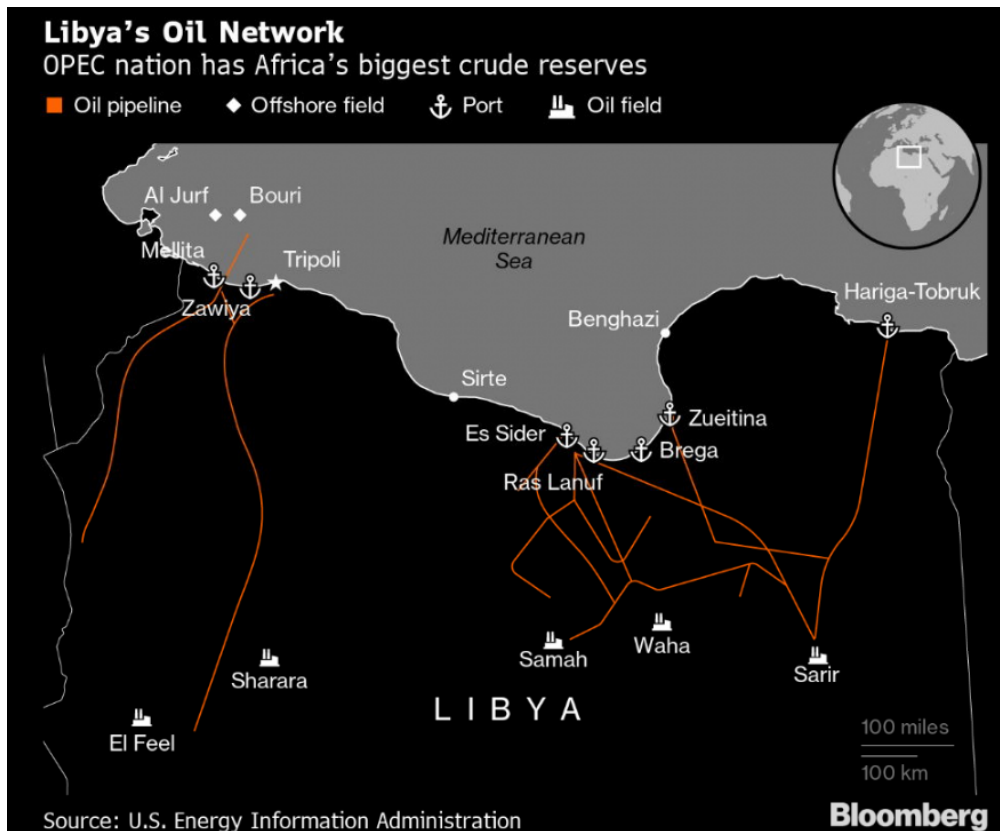 Libya's Oil Network
OPEC nation has Africa's biggest crude reserves
Oil pipeline
Offshore field
Port
Oil field
Al Jurf
Bouri
Mediterranean
Sea
Mellita
Tripoli
Zawiya
Hariga-Tobruk
Benghazi
Sirte
Zueitina
Es Sider
Brega
Ras Lanuf
Waha
Samah
Sarir
Sharara
LIBYA
El Feel
100 miles
100 km
Source: U.S. Energy Information Administration
Bloomberg